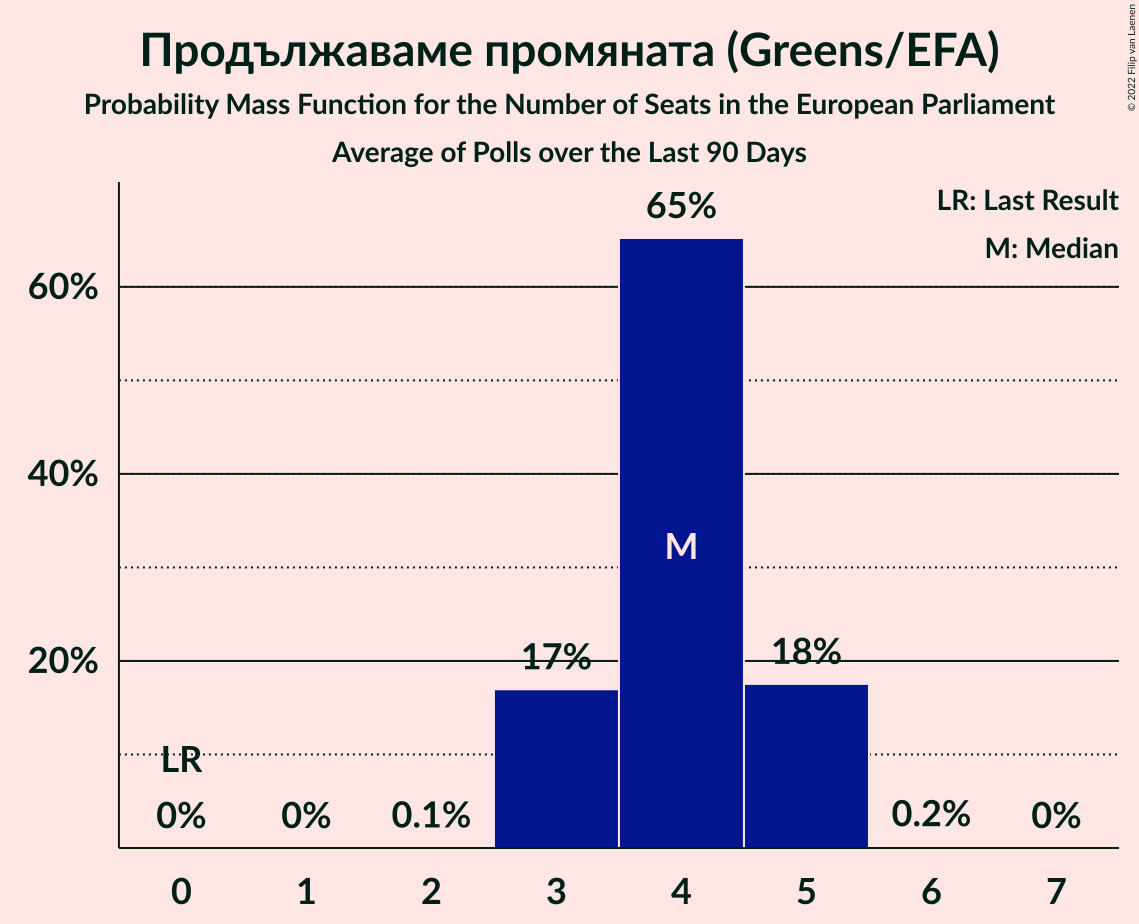 Продължаваме промяната (Greens/EFA)
Probability Mass Function for the Number of Seats in the European Parliament
Average of Polls over the Last 90 Days
© 2022 Filip van Laenen
LR: Last Result
M: Median
65%
60%
40%
M
20%
17%
18%
LR
0%
0%
0.1%
0.2%
0%
0 1 2 3 4 5 6 7